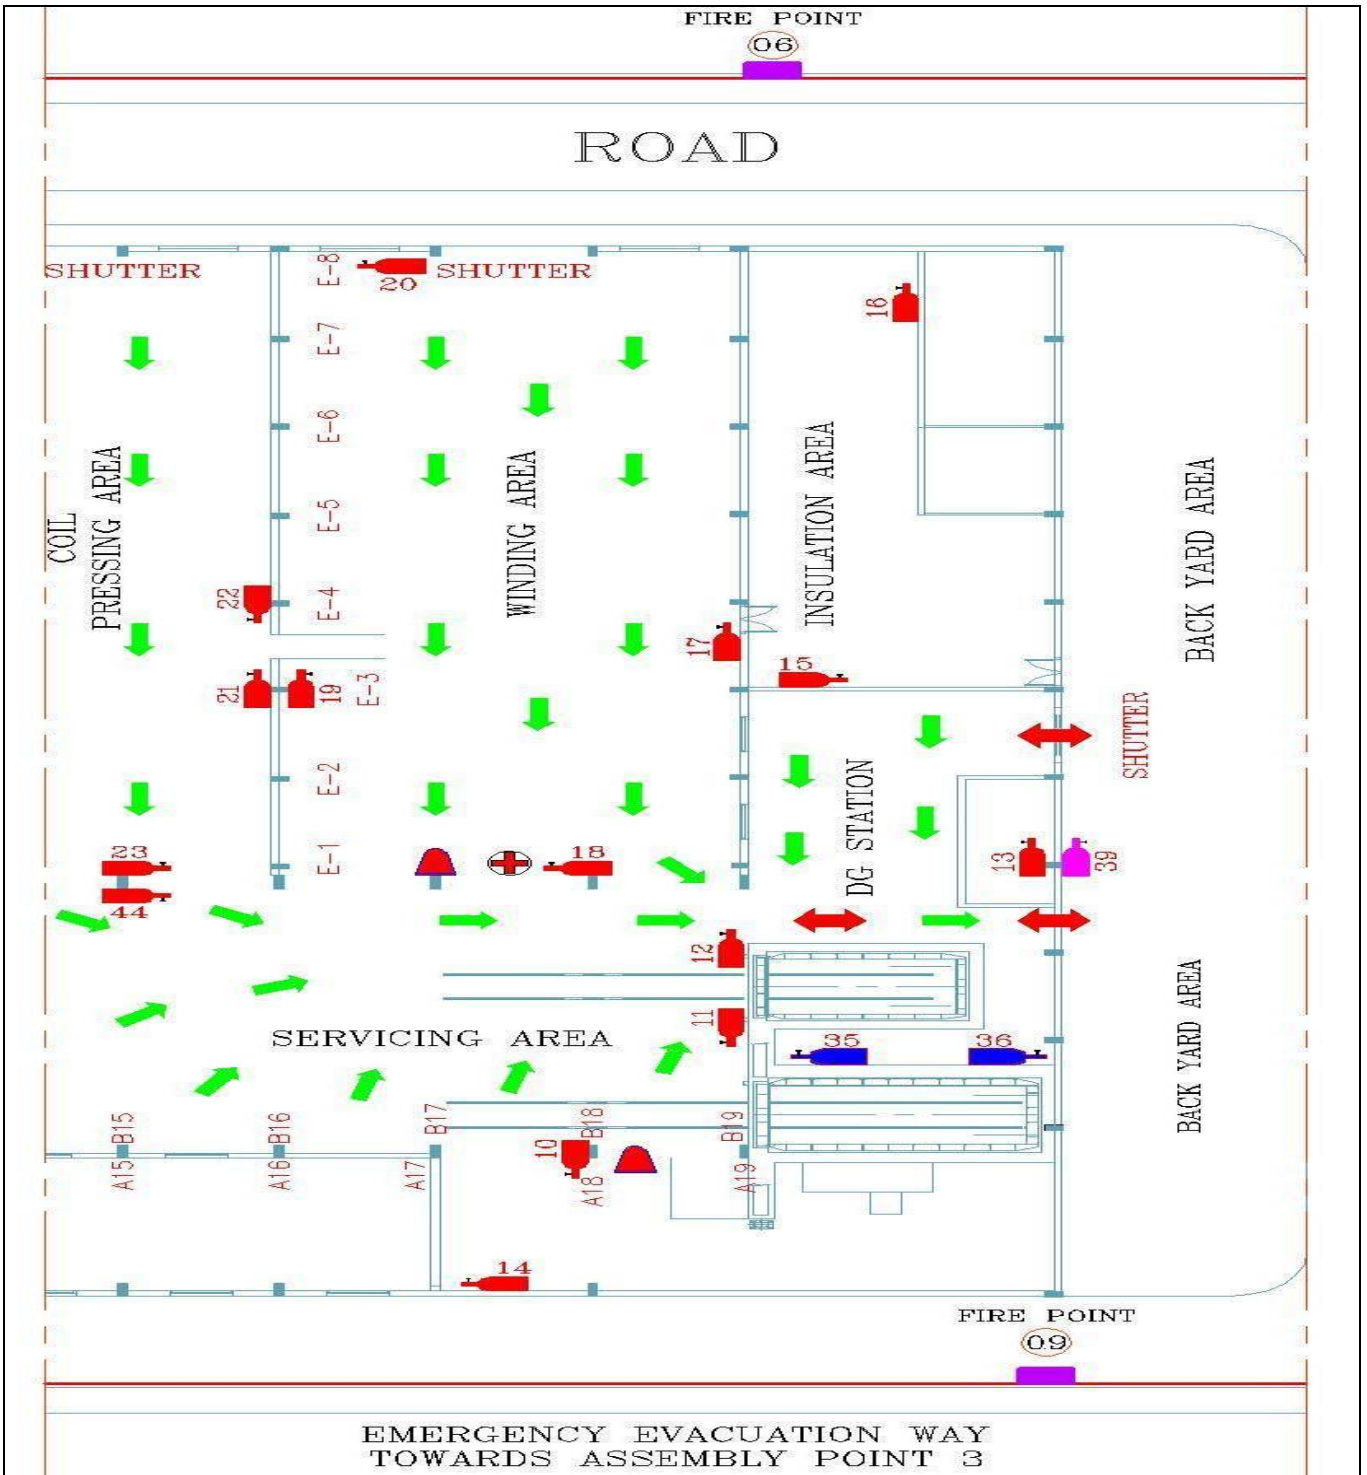 FIRE POINT
06
ROAD
SHUTTER
E-8
20
SHUTTER
16
E-7
E-6
COIL
PRESSING AREA
WINDING AREA
INSULATION AREA
BACK YARD AREA
E-5
22
E-4
17
15
21
19
E-3
SHUTTER
E-2
DG STATION
23
E-1
18
13
39
44
12
11
SERVICING AREA
35
36
BACK YARD AREA
B15
B16
B17
B18
B19
10
A15
A16
A17
A18
A19
14
FIRE POINT
09
EMERGENCY EVACUATION WAY
TOWARDS ASSEMBLY POINT 3